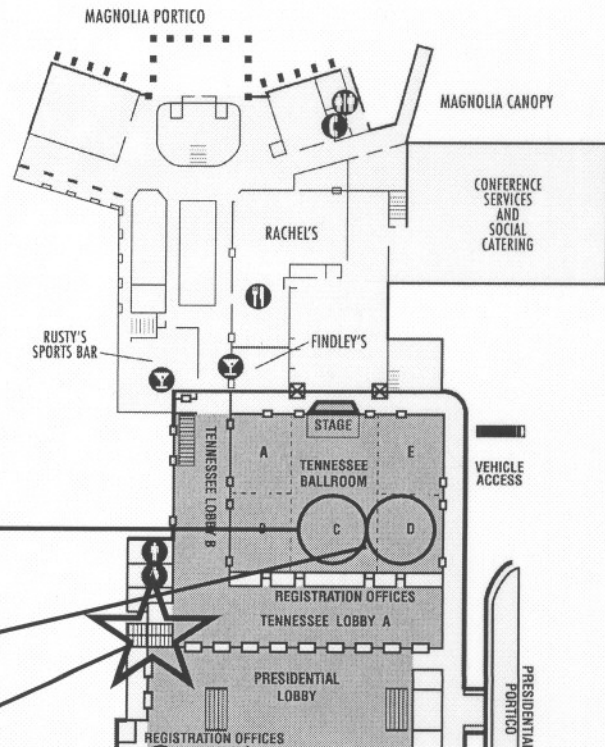 MAGNOLIA PORTICO
MAGNOLIA CANOPY
CONFERENCE
SERVICES
AND
SOCIAL
CATERING
RACHEL'S
RUSTY'S
SPORTS BAR
FINDLEY'S
STAGE
A
E
TENNESSEE
BALLROOM
TENNESSEE LOBBY B
VEHICLE
ACCESS
B
C
D
REGISTRATION OFFICES
TENNESSEE LOBBY A
PRESIDENTIAL
LOBBY
PRESIDENTIAL
PORTICO
REGISTRATION OFFICES